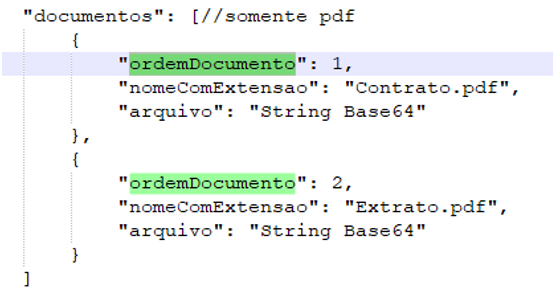 "documentos": [//somente pdf
{
"ordemDocumento": 1,
"nomeComExtensao": "Contrato.pdf",
"arquivo": "String Base64"
},
{
"ordemDocumento": 2,
"nomeComExtensao": "Extrato.pdf",
"arquivo": "String Base64"
}
]